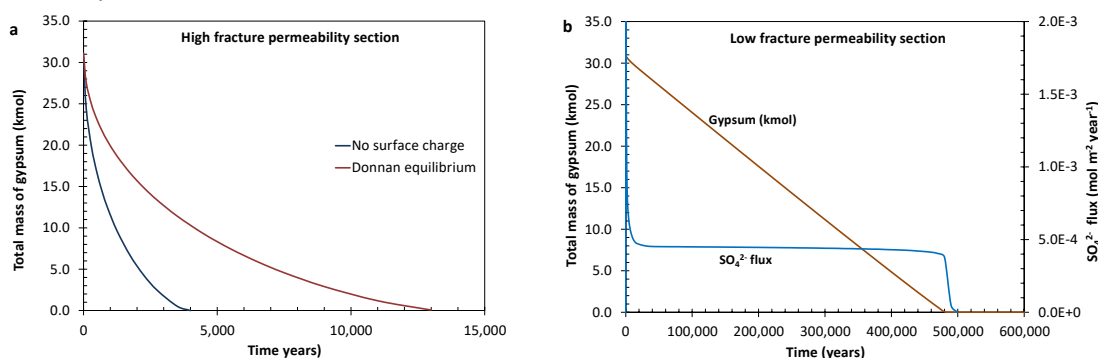 a
High fracture permeability section
Total mass of gypsum (kmol)
35.0
30.0
25.0
20.0
15.0
10.0
5.0
0.0
No surface charge
Donnan equilibrium
0
5,000
10,000
15,000
Time years)
b
Low fracture permeability section
Total mass of gypsum (kmol)
35.0
30.0
25.0
20.0
15.0
10.0
5.0
0.0
Gypsum (kmol)
SO₄²⁻ flux
2.0E-3
1.5E-3
1.0E-3
5.0E-4
0.0E+0
SO₄²⁻ flux (mol m⁻² year⁻¹)
0
100,000
200,000
300,000
400,000
500,000
600,000
Time (years)